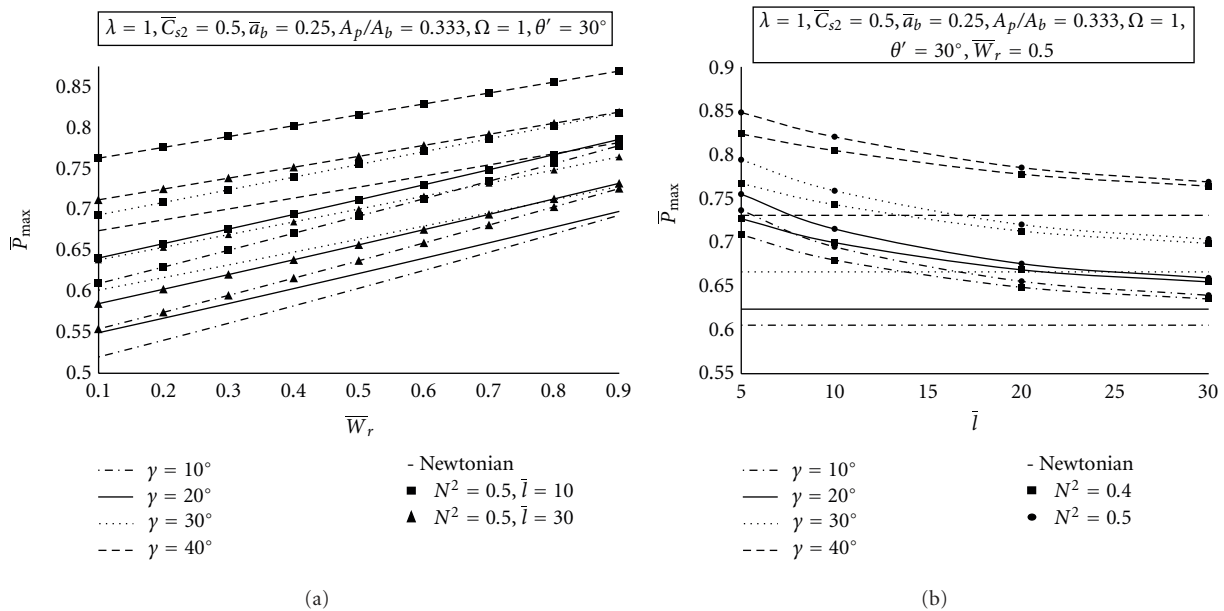 λ = 1, C̅s2 = 0.5, a̅b = 0.25, Ap/Ab = 0.333, Ω = 1, θ′ = 30°
0.85
0.8
0.75
0.7
0.65
0.6
0.55
0.5
P̅max
0.1 0.2 0.3 0.4 0.5 0.6 0.7 0.8 0.9
W̅r
γ = 10°
γ = 20°
γ = 30°
γ = 40°
- Newtonian
N² = 0.5, l̅ = 10
N² = 0.5, l̅ = 30
(a)
λ = 1, C̅s2 = 0.5, a̅b = 0.25, Ap/Ab = 0.333, Ω = 1,
θ′ = 30°, W̅r = 0.5
0.9
0.85
0.8
0.75
0.7
0.65
0.6
0.55
P̅max
5 10 15 20 25 30
l̅
γ = 10°
γ = 20°
γ = 30°
γ = 40°
- Newtonian
N² = 0.4
N² = 0.5
(b)